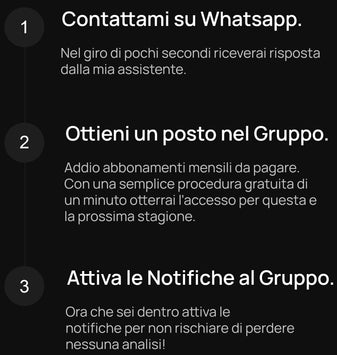 1
Contattami su Whatsapp.
Nel giro di pochi secondi riceverai risposta
dalla mia assistente.
2
Ottieni un posto nel Gruppo.
Addio abbonamenti mensili da pagare.
Con una semplice procedura gratuita di
un minuto otterrai l'accesso per questa e
la prossima stagione.
3
Attiva le Notifiche al Gruppo.
Ora che sei dentro attiva le
notifiche per non rischiare di perdere
nessuna analisi!